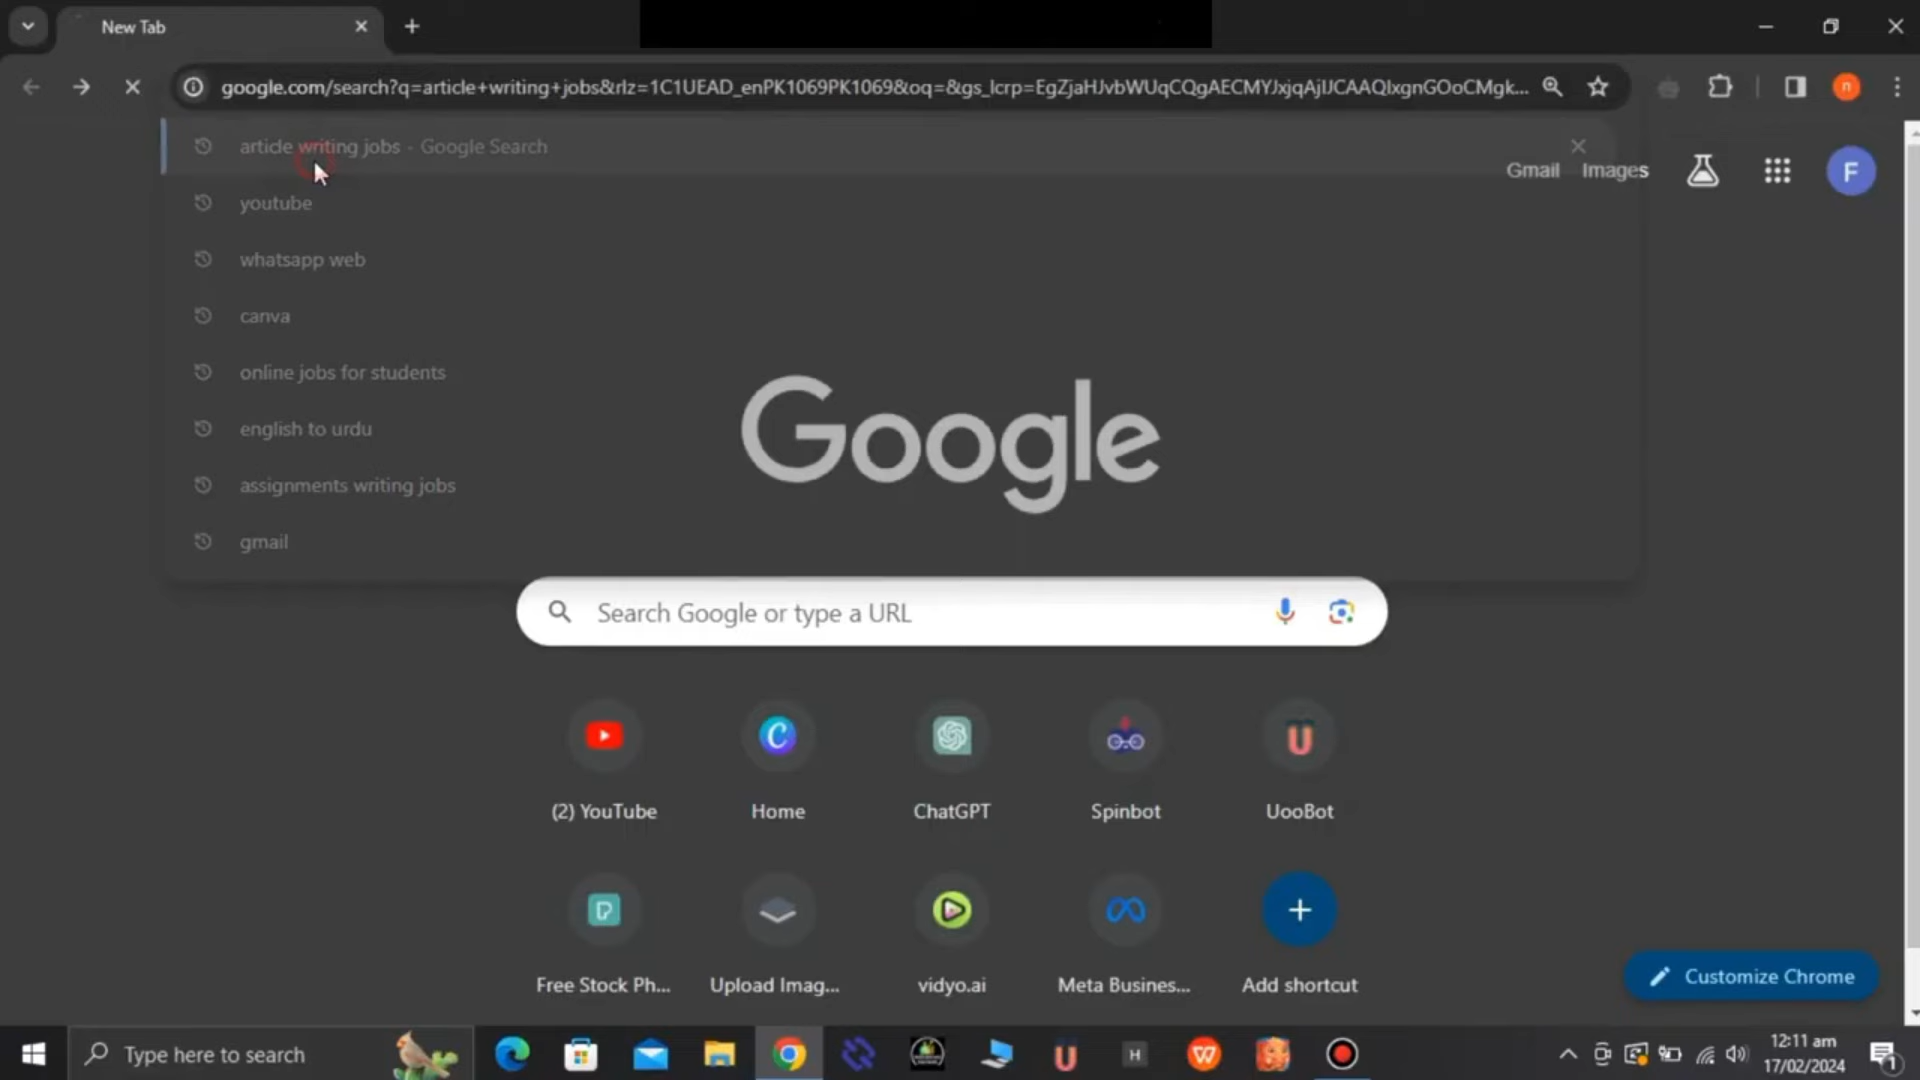 New Tab
google.com/search?q=article+writing+jobs&rlz=1C1UEAD_enPK1069PK1069&oq=&gs_lcrp=EgZjaHJvbWUqCQgAECMYJxjqAjIJCAAQIxgnGOoCMgk...
article writing jobs - Google Search
Gmail Images
F
youtube
whatsapp web
canva
online jobs for students
english to urdu
assignments writing jobs
gmail
Google
Search Google or type a URL
(2) YouTube Home ChatGPT Spinbot UooBot
Free Stock Ph... Upload Imag... vidyo.ai Meta Busines... Add shortcut
Customize Chrome
Type here to search
12:11 am
17/02/2024
1